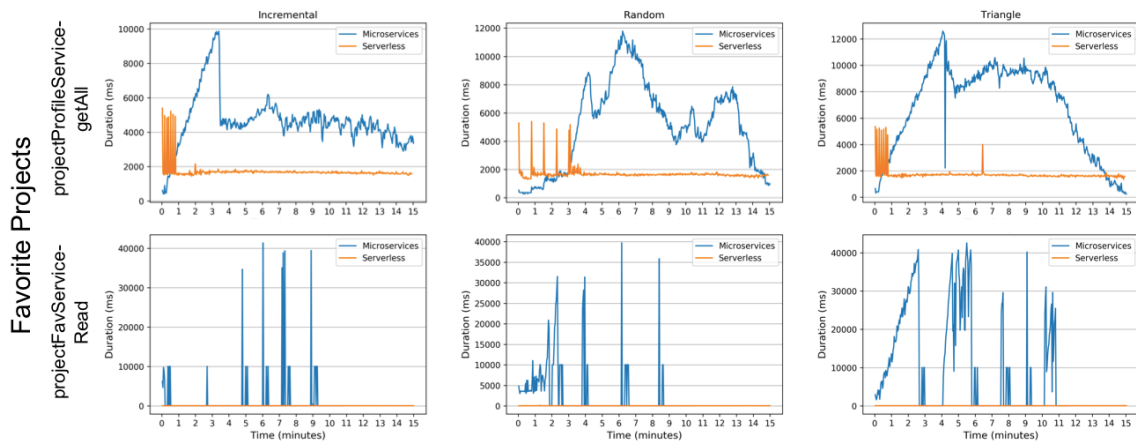 Favorite Projects
projectProfileService-
getAll
projectFavService-
Read
Incremental
Duration (ms)
10000
8000
6000
4000
2000
0
Microservices
Serverless
0 1 2 3 4 5 6 7 8 9 10 11 12 13 14 15
Random
Duration (ms)
12000
10000
8000
6000
4000
2000
0
Microservices
Serverless
0 1 2 3 4 5 6 7 8 9 10 11 12 13 14 15
Triangle
Duration (ms)
12000
10000
8000
6000
4000
2000
0
Microservices
Serverless
0 1 2 3 4 5 6 7 8 9 10 11 12 13 14 15
Duration (ms)
40000
30000
20000
10000
0
Microservices
Serverless
0 1 2 3 4 5 6 7 8 9 10 11 12 13 14 15
Time (minutes)
Duration (ms)
40000
35000
30000
25000
20000
15000
10000
5000
0
Microservices
Serverless
0 1 2 3 4 5 6 7 8 9 10 11 12 13 14 15
Time (minutes)
Duration (ms)
40000
30000
20000
10000
0
Microservices
Serverless
0 1 2 3 4 5 6 7 8 9 10 11 12 13 14 15
Time (minutes)